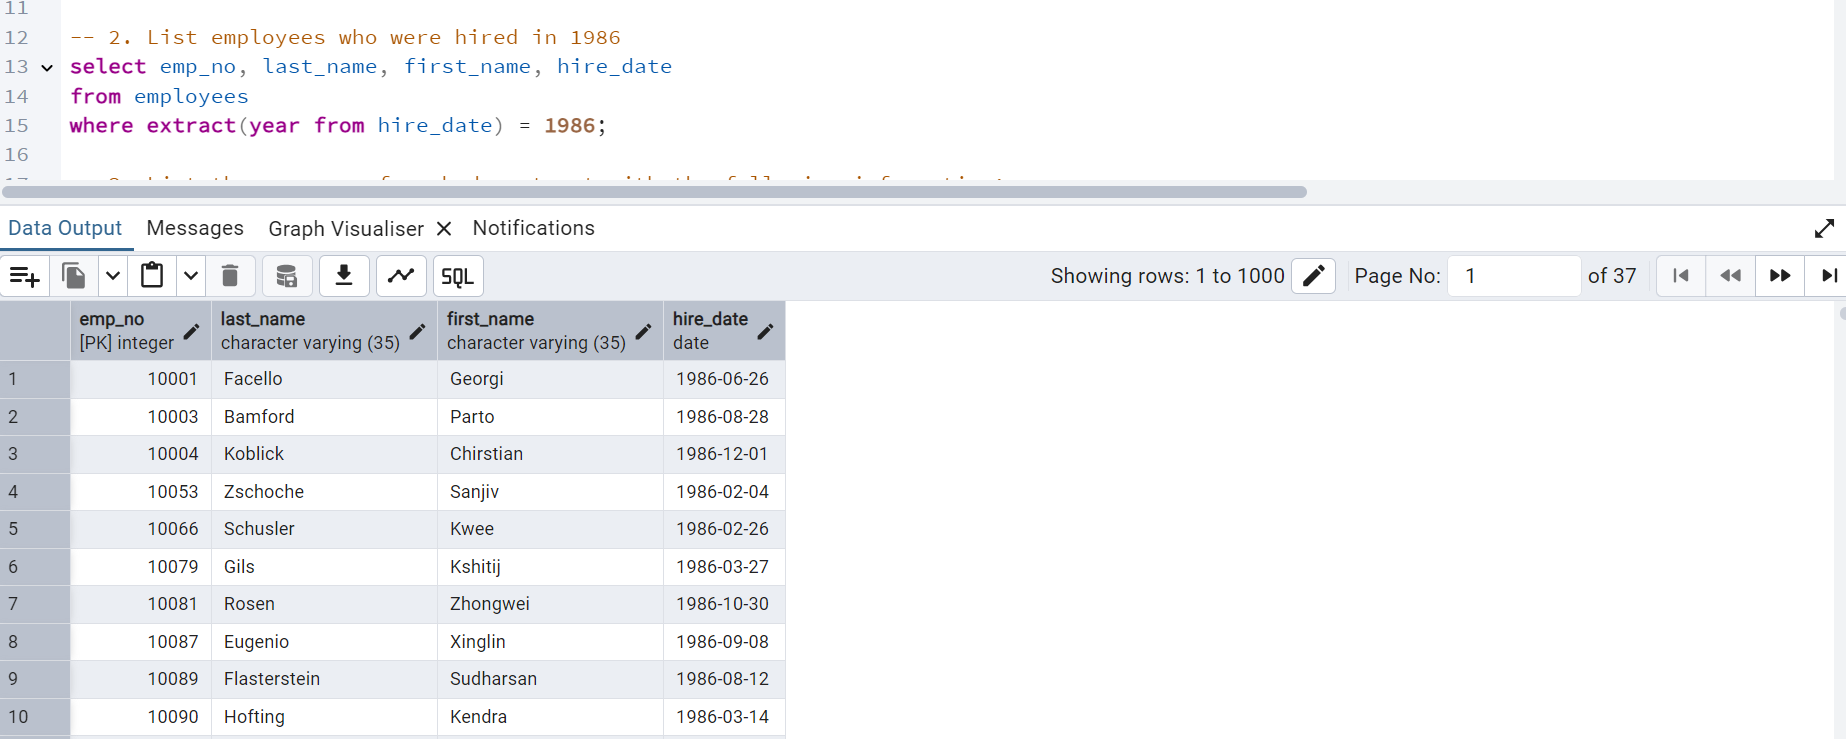 11
12 -- 2. List employees who were hired in 1986
13 select emp_no, last_name, first_name, hire_date
14 from employees
15 where extract(year from hire_date) = 1986;
16
Data Output Messages Graph Visualiser Notifications
SQL Showing rows: 1 to 1000 Page No: 1 of 37
emp_no last_name first_name hire_date
[PK] integer character varying (35) character varying (35) date
1 10001 Facello Georgi 1986-06-26
2 10003 Bamford Parto 1986-08-28
3 10004 Koblick Chirstian 1986-12-01
4 10053 Zschoche Sanjiv 1986-02-04
5 10066 Schusler Kwee 1986-02-26
6 10079 Gils Kshitij 1986-03-27
7 10081 Rosen Zhongwei 1986-10-30
8 10087 Eugenio Xinglin 1986-09-08
9 10089 Flasterstein Sudharsan 1986-08-12
10 10090 Hofting Kendra 1986-03-14